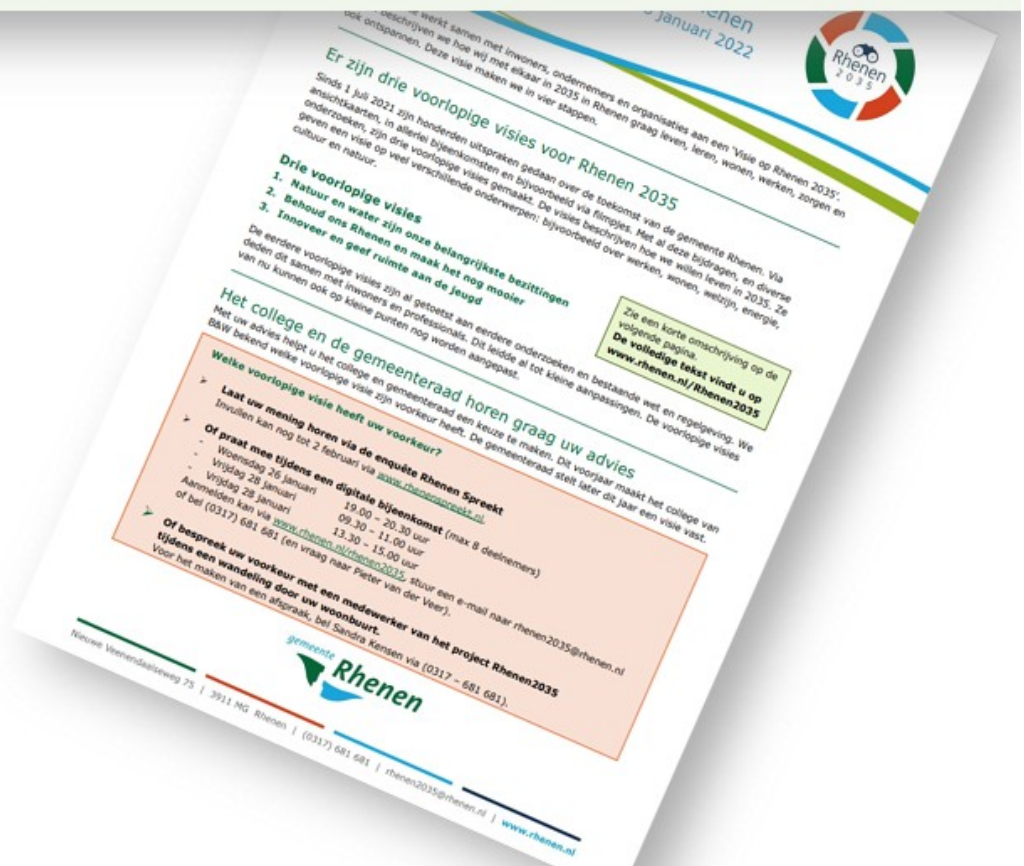 Januari 2022
Rhenen
2035
werkt samen met inwoners, ondernemers en organisaties aan een 'Visie op Rhenen 2035'.
beschrijven we hoe wij met elkaar in 2035 in Rhenen graag leven, leren, wonen, werken, zorgen en
ook ontspannen. Deze visie maken we in vier stappen.
Er zijn drie voorlopige visies voor Rhenen 2035
Sinds 1 juli 2021 zijn honderden uitspraken gedaan over de toekomst van de gemeente Rhenen. Via
ansichtkaarten, in allerlei bijeenkomsten en bijvoorbeeld via filmpjes. Met al deze bijdragen, en diverse
onderzoeken, zijn drie voorlopige visies gemaakt. De visies beschrijven hoe we willen leven in 2035. Ze
geven een visie op veel verschillende onderwerpen: bijvoorbeeld over werken, wonen, welzijn, energie,
cultuur en natuur.
Drie voorlopige visies
1. Natuur en water zijn onze belangrijkste bezittingen
2. Behoud ons Rhenen en maak het nog mooier
3. Innoveer en geef ruimte aan de jeugd
Zie een korte omschrijving op de
volgende pagina.
De volledige tekst vindt u op
www.rhenen.nl/Rhenen2035
De eerdere voorlopige visies zijn al getoetst aan eerdere onderzoeken en bestaande wet en regelgeving. We
deden dit samen met inwoners en professionals. Dit leidde al tot kleine aanpassingen. De voorlopige visies
van nu kunnen ook op kleine punten nog worden aangepast.
Het college en de gemeenteraad horen graag uw advies
Met uw advies helpt u het college en gemeenteraad een keuze te maken. Dit voorjaar maakt het college van
B&W bekend welke voorlopige visie zijn voorkeur heeft. De gemeenteraad stelt later dit jaar een visie vast.
Welke voorlopige visie heeft uw voorkeur?
➢ Laat uw mening horen via de enquête Rhenen Spreekt
Invullen kan nog tot 2 februari via www.rhenenspreekt.nl.
➢ Of praat mee tijdens een digitale bijeenkomst (max 8 deelnemers)
- Woensdag 26 januari 19.00 – 20.30 uur
- Vrijdag 28 januari 09.30 – 11.00 uur
- Vrijdag 28 januari 13.30 – 15.00 uur
Aanmelden kan via www.rhenen.nl/rhenen2035, stuur een e-mail naar rhenen2035@rhenen.nl
of bel (0317) 681 681 (en vraag naar Pieter van der Veer).
➢ Of bespreek uw voorkeur met een medewerker van het project Rhenen2035
tijdens een wandeling door uw woonbuurt.
Voor het maken van een afspraak, bel Sandra Kensen via (0317 – 681 681).
gemeente
Rhenen
Nieuwe Veenendaalseweg 75 | 3911 MG Rhenen | (0317) 681 681 | rhenen2035@rhenen.nl | www.rhenen.nl